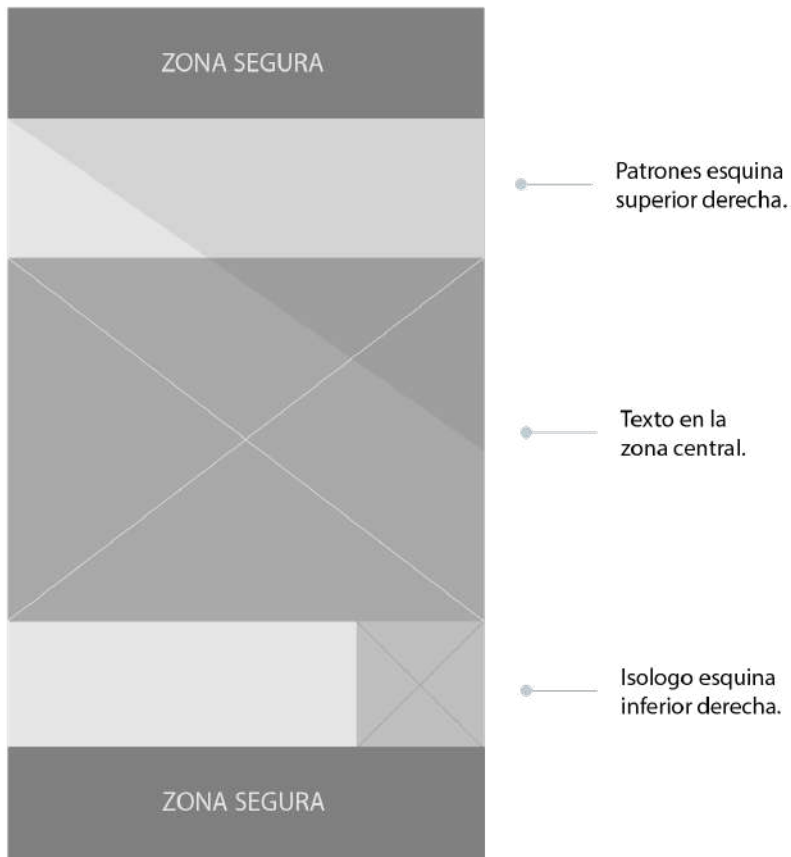 ZONA SEGURA
Patrones esquina
superior derecha.
Texto en la
zona central.
Isologo esquina
inferior derecha.
ZONA SEGURA